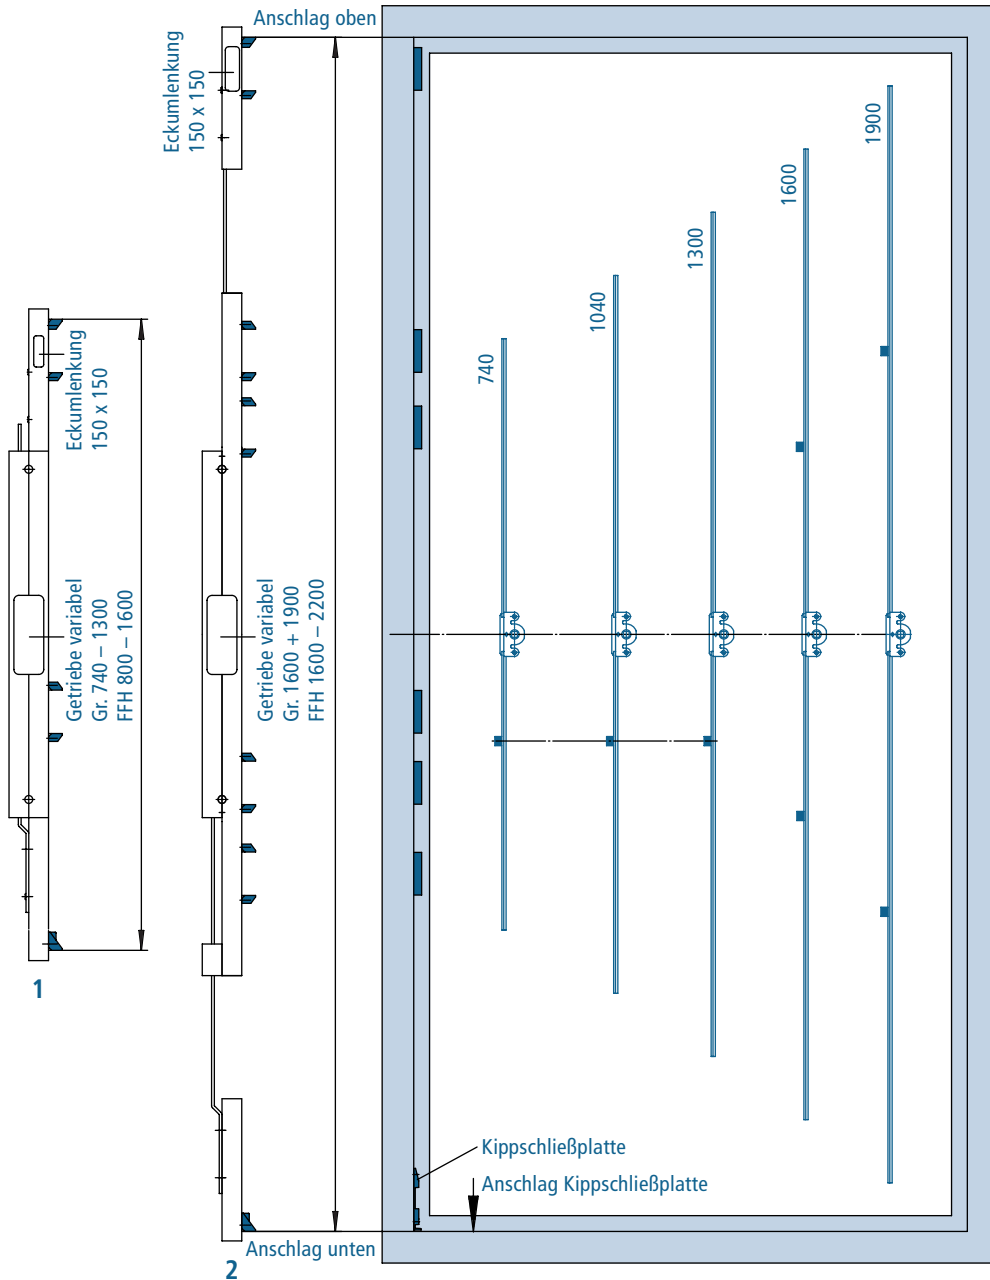 Anschlag oben
Eckumlenkung
150 x 150
Eckumlenkung
150 x 150
Getriebe variabel
Gr. 740 – 1300
FFH 800 – 1600
Getriebe variabel
Gr. 1600 + 1900
FFH 1600 – 2200
740
1040
1300
1600
1900
1
Kippschließplatte
Anschlag Kippschließplatte
Anschlag unten
2